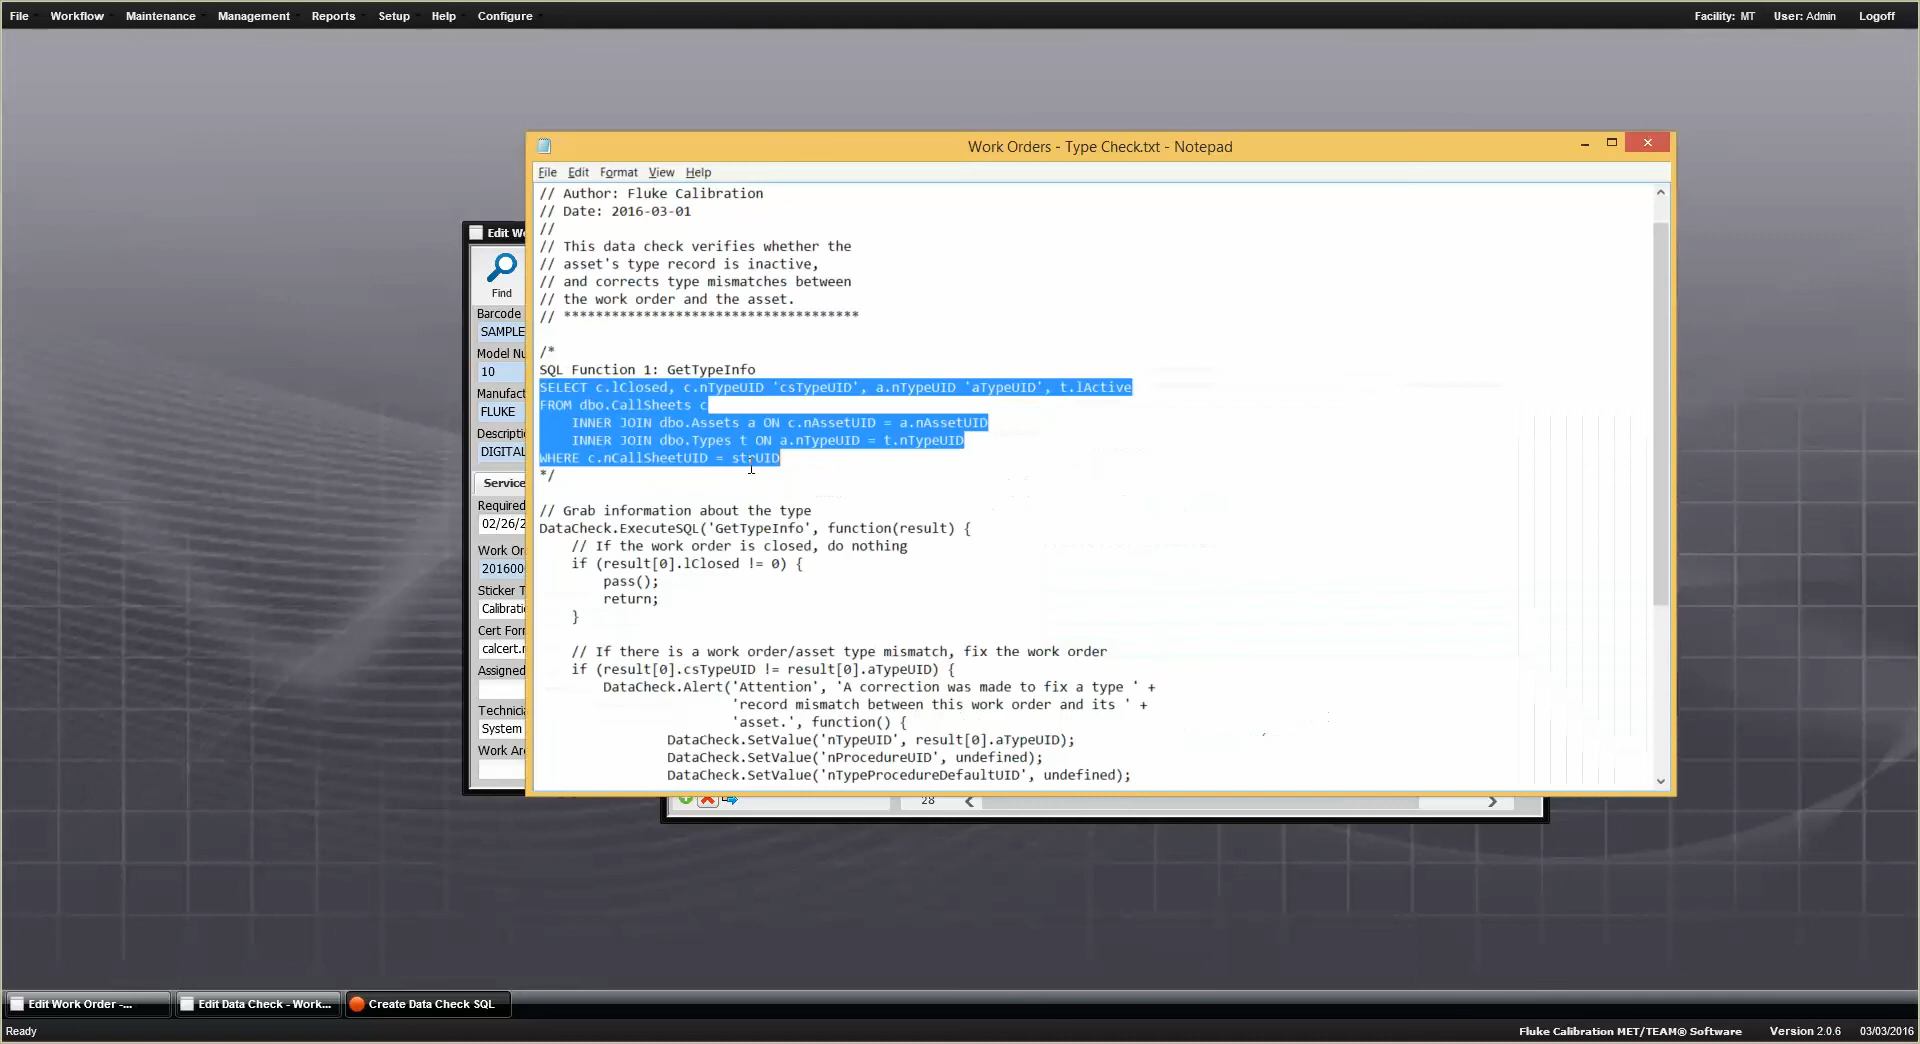 File Workflow Maintenance Management Reports Setup Help Configure Facility: MT User: Admin Logoff
Work Orders - Type Check.txt - Notepad
File Edit Format View Help
// Author: Fluke Calibration
// Date: 2016-03-01
//
// This data check verifies whether the
// asset's type record is inactive,
// and corrects type mismatches between
// the work order and the asset.
// *************************************
/*
SQL Function 1: GetTypeInfo
SELECT c.lClosed, c.nTypeUID 'csTypeUID', a.nTypeUID 'aTypeUID', t.lActive
FROM dbo.CallSheets c
INNER JOIN dbo.Assets a ON c.nAssetUID = a.nAssetUID
INNER JOIN dbo.Types t ON a.nTypeUID = t.nTypeUID
WHERE c.nCallSheetUID = strUID
*/
// Grab information about the type
DataCheck.ExecuteSQL('GetTypeInfo', function(result) {
// If the work order is closed, do nothing
if (result[0].lClosed != 0) {
pass();
return;
}
// If there is a work order/asset type mismatch, fix the work order
if (result[0].csTypeUID != result[0].aTypeUID) {
DataCheck.Alert('Attention', 'A correction was made to fix a type ' +
'record mismatch between this work order and its ' +
'asset.', function() {
DataCheck.SetValue('nTypeUID', result[0].aTypeUID);
DataCheck.SetValue('nProcedureUID', undefined);
DataCheck.SetValue('nTypeProcedureDefaultUID', undefined);
Edit Wo
Find
Barcode
SAMPLE
Model Nu
10
Manufact
FLUKE
Descripti
DIGITAL
Service
Required
02/26/2
Work Or
201600
Sticker T
Calibratio
Cert Form
calcert.r
Assigned
Technicia
System
Work Are
28
Edit Work Order -... Edit Data Check - Work... Create Data Check SQL
Ready Fluke Calibration MET/TEAM® Software Version 2.0.6 03/03/2016